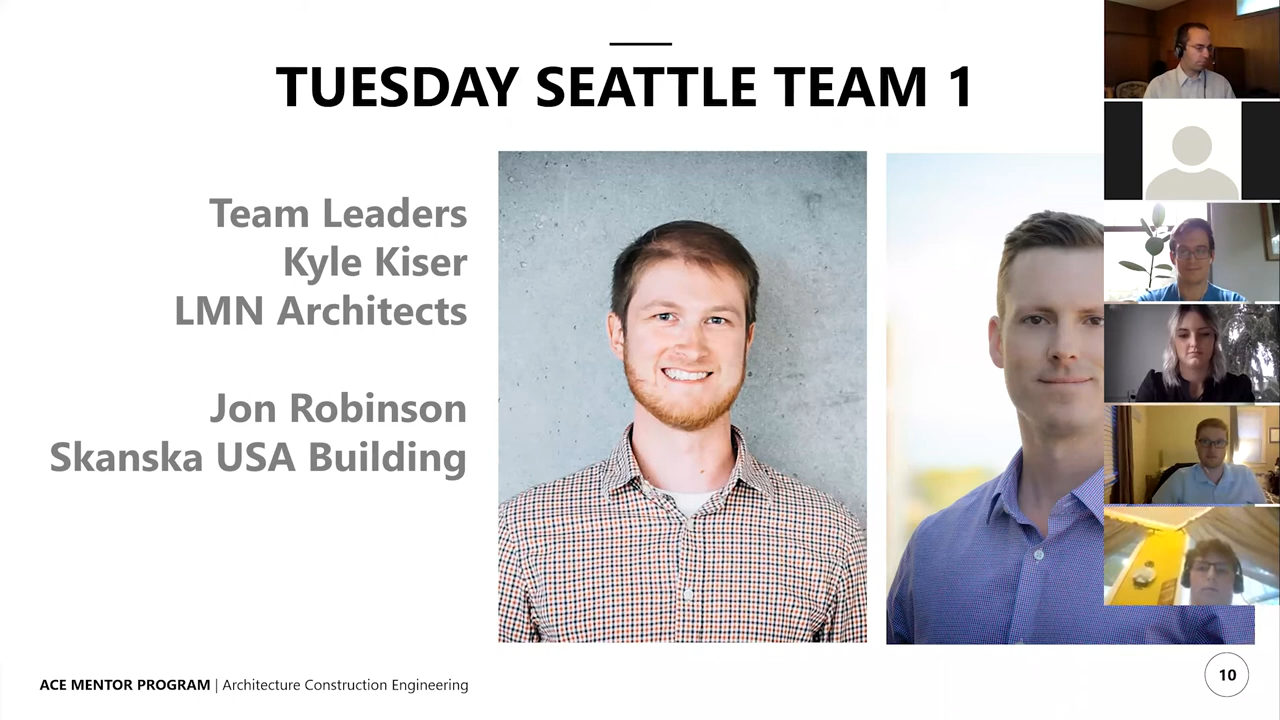 TUESDAY SEATTLE TEAM 1
Team Leaders
Kyle Kiser
LMN Architects
Jon Robinson
Skanska USA Building
ACE MENTOR PROGRAM | Architecture Construction Engineering
10